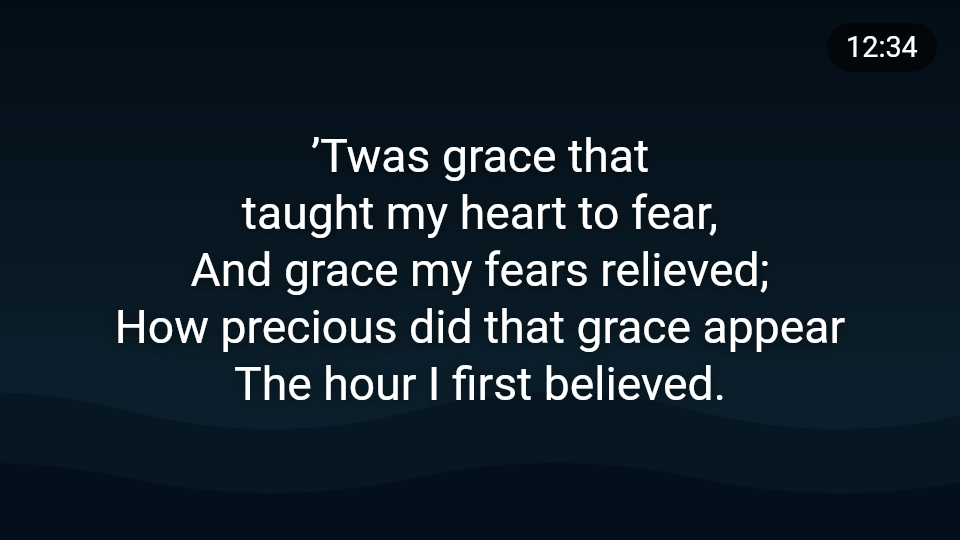 12:34
’Twas grace that
taught my heart to fear,
And grace my fears relieved;
How precious did that grace appear
The hour I first believed.